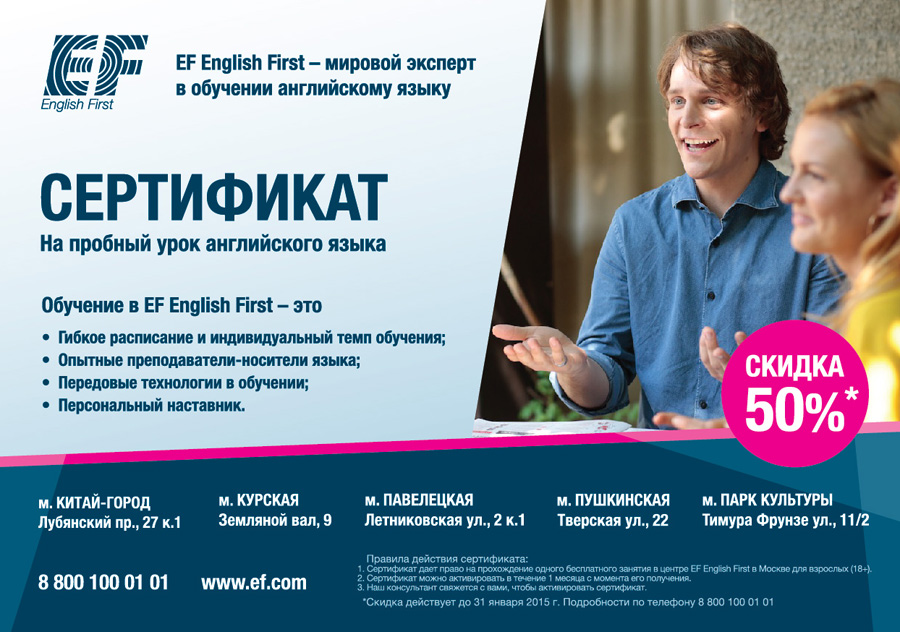 EF
English First
EF English First – мировой эксперт
в обучении английскому языку
СЕРТИФИКАТ
На пробный урок английского языка
Обучение в EF English First – это
• Гибкое расписание и индивидуальный темп обучения;
• Опытные преподаватели-носители языка;
• Передовые технологии в обучении;
• Персональный наставник.
СКИДКА
50%*
м. КИТАЙ-ГОРОД
Лубянский пр., 27 к.1
м. КУРСКАЯ
Земляной вал, 9
м. ПАВЕЛЕЦКАЯ
Летниковская ул., 2 к.1
м. ПУШКИНСКАЯ
Тверская ул., 22
м. ПАРК КУЛЬТУРЫ
Тимура Фрунзе ул., 11/2
8 800 100 01 01
www.ef.com
Правила действия сертификата:
1. Сертификат дает право на прохождение одного бесплатного занятия в центре EF English First в Москве для взрослых (18+).
2. Сертификат можно активировать в течение 1 месяца с момента его получения.
3. Наш консультант свяжется с вами, чтобы активировать сертификат.
*Скидка действует до 31 января 2015 г. Подробности по телефону 8 800 100 01 01